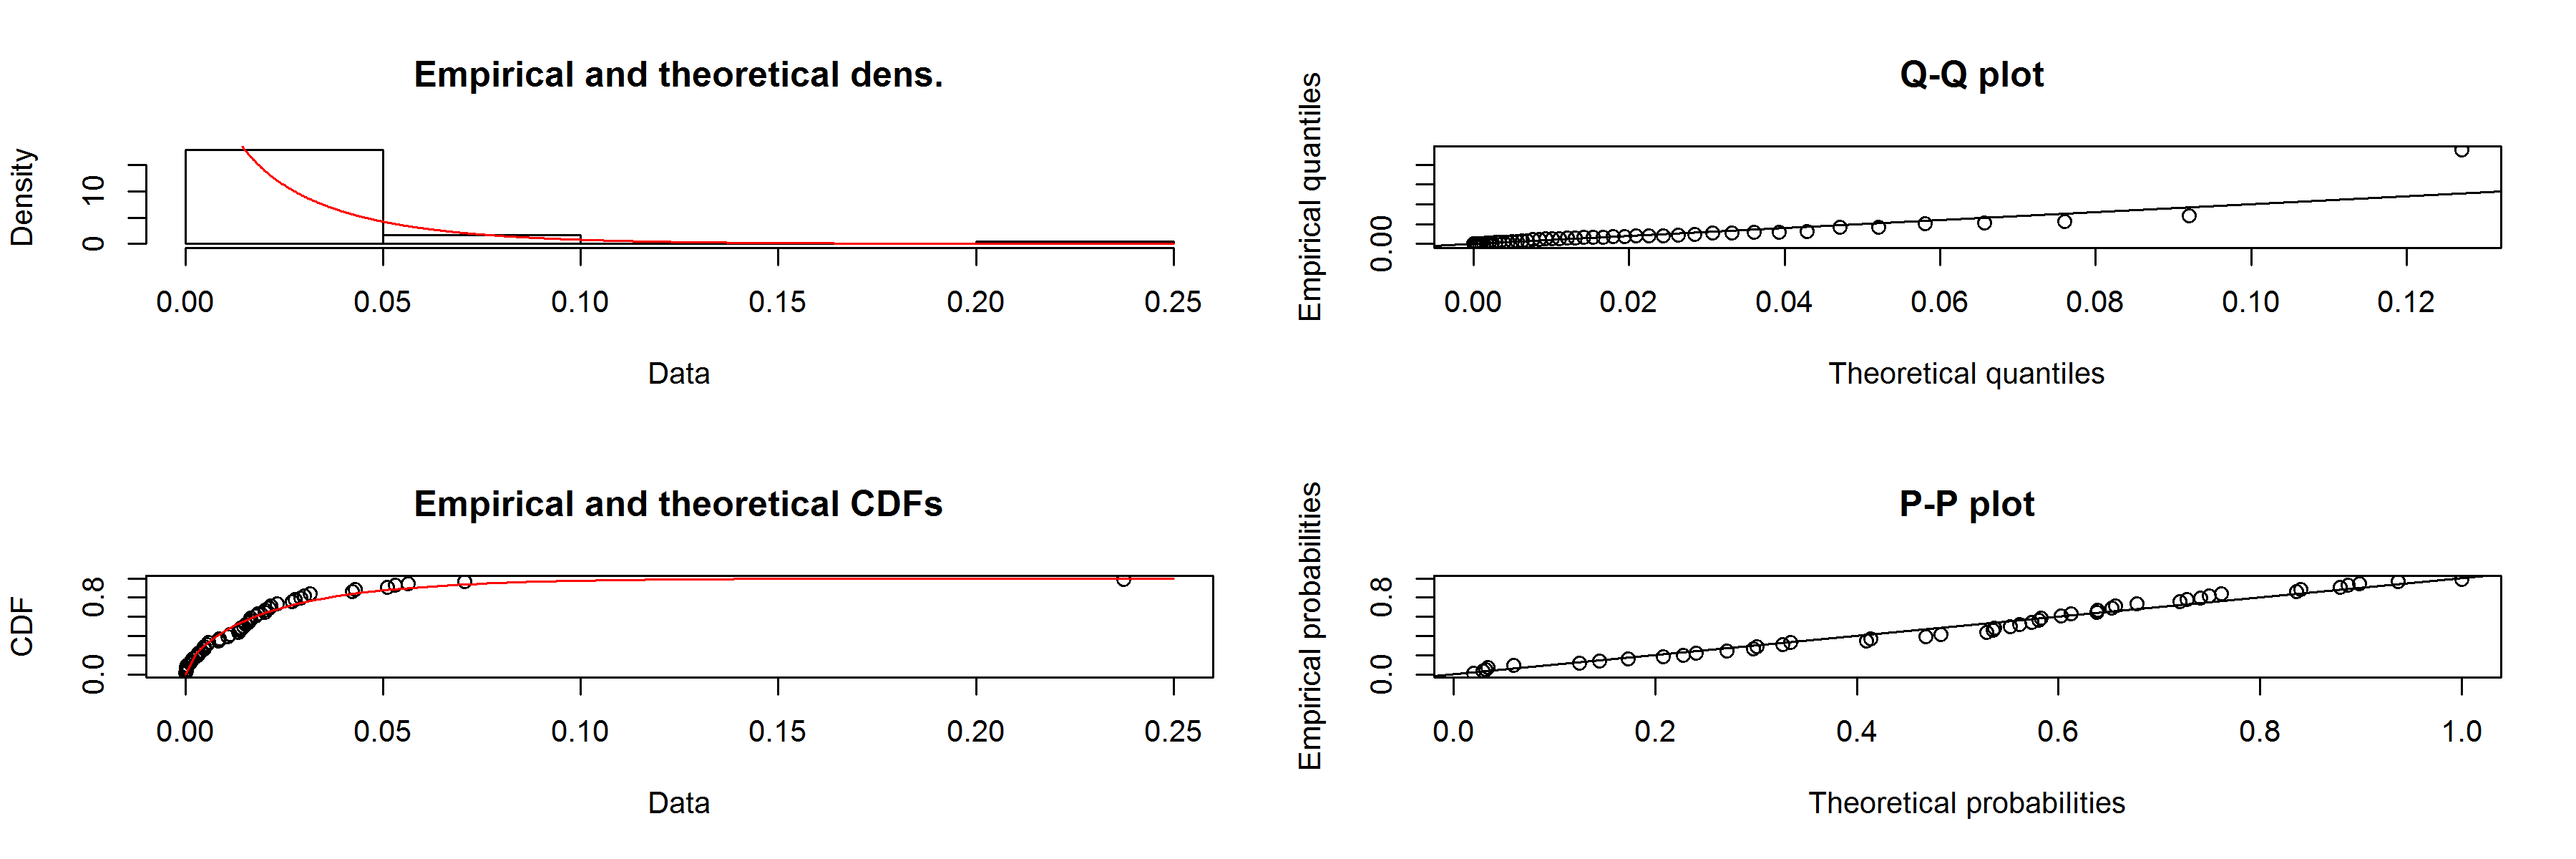 Empirical and theoretical dens.
Density
0 10
0.00 0.05 0.10 0.15 0.20 0.25
Data
Q-Q plot
Empirical quantiles
0.00
0.00 0.02 0.04 0.06 0.08 0.10 0.12
Theoretical quantiles
Empirical and theoretical CDFs
CDF
0.0 0.8
0.00 0.05 0.10 0.15 0.20 0.25
Data
P-P plot
Empirical probabilities
0.0 0.8
0.0 0.2 0.4 0.6 0.8 1.0
Theoretical probabilities